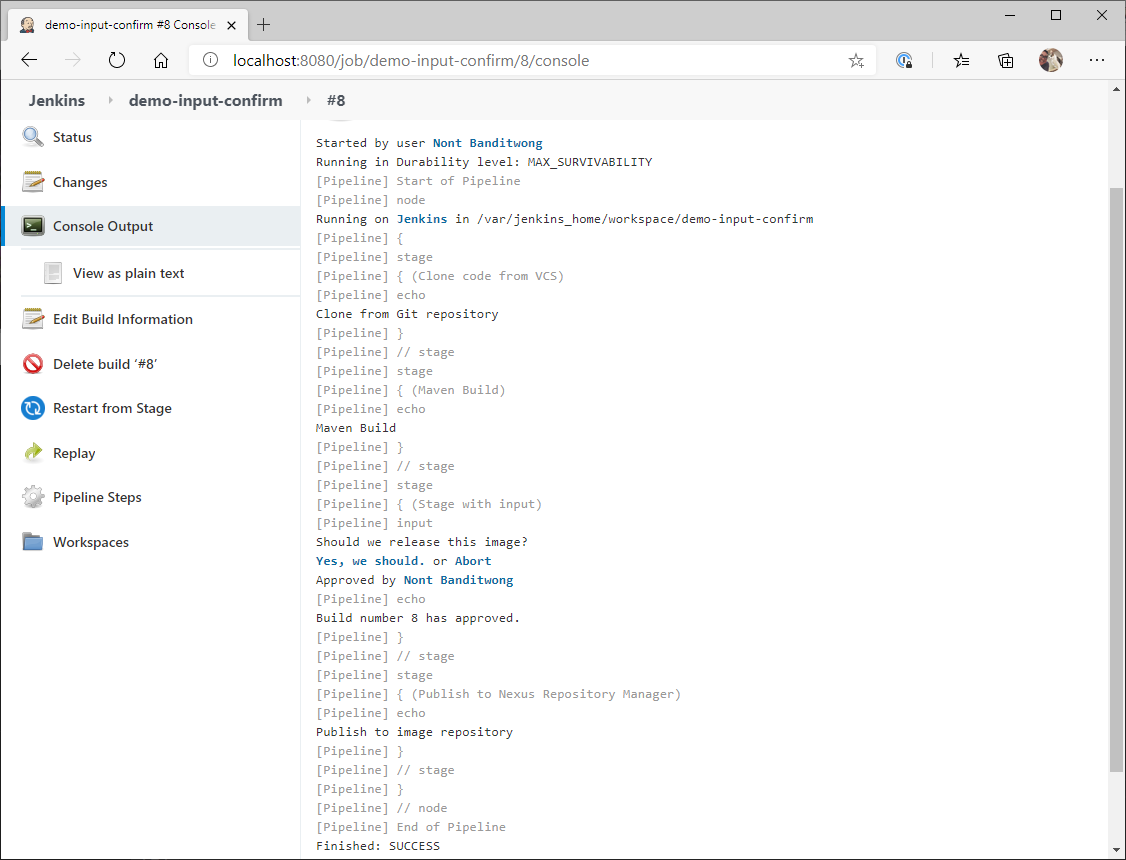 demo-input-confirm #8 Console
localhost:8080/job/demo-input-confirm/8/console
Jenkins demo-input-confirm #8
Status
Changes
Console Output
View as plain text
Edit Build Information
Delete build ‘#8’
Restart from Stage
Replay
Pipeline Steps
Workspaces
Started by user Nont Banditwong
Running in Durability level: MAX_SURVIVABILITY
[Pipeline] Start of Pipeline
[Pipeline] node
Running on Jenkins in /var/jenkins_home/workspace/demo-input-confirm
[Pipeline] {
[Pipeline] stage
[Pipeline] { (Clone code from VCS)
[Pipeline] echo
Clone from Git repository
[Pipeline] }
[Pipeline] // stage
[Pipeline] stage
[Pipeline] { (Maven Build)
[Pipeline] echo
Maven Build
[Pipeline] }
[Pipeline] // stage
[Pipeline] stage
[Pipeline] { (Stage with input)
[Pipeline] input
Should we release this image?
Yes, we should. or Abort
Approved by Nont Banditwong
[Pipeline] echo
Build number 8 has approved.
[Pipeline] }
[Pipeline] // stage
[Pipeline] stage
[Pipeline] { (Publish to Nexus Repository Manager)
[Pipeline] echo
Publish to image repository
[Pipeline] }
[Pipeline] // stage
[Pipeline] }
[Pipeline] // node
[Pipeline] End of Pipeline
Finished: SUCCESS